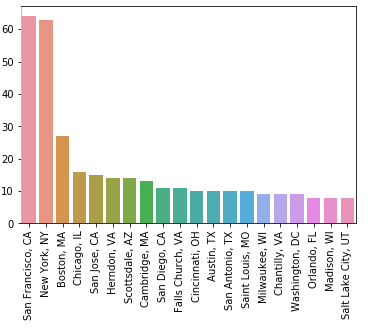 60
50
40
30
20
10
0
San Francisco, CA
New York, NY
Boston, MA
Chicago, IL
San Jose, CA
Herndon, VA
Scottsdale, AZ
Cambridge, MA
San Diego, CA
Falls Church, VA
Cincinnati, OH
Austin, TX
San Antonio, TX
Saint Louis, MO
Milwaukee, WI
Chantilly, VA
Washington, DC
Orlando, FL
Madison, WI
Salt Lake City, UT